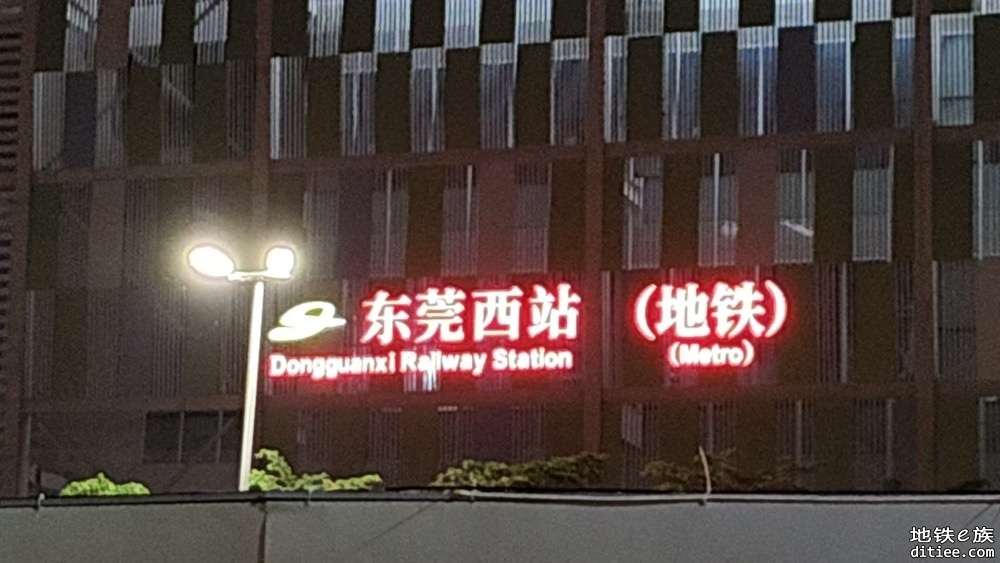 东莞西站 (地铁)
Dongguanxi Railway Station (Metro)
地铁e族
ditiee.com